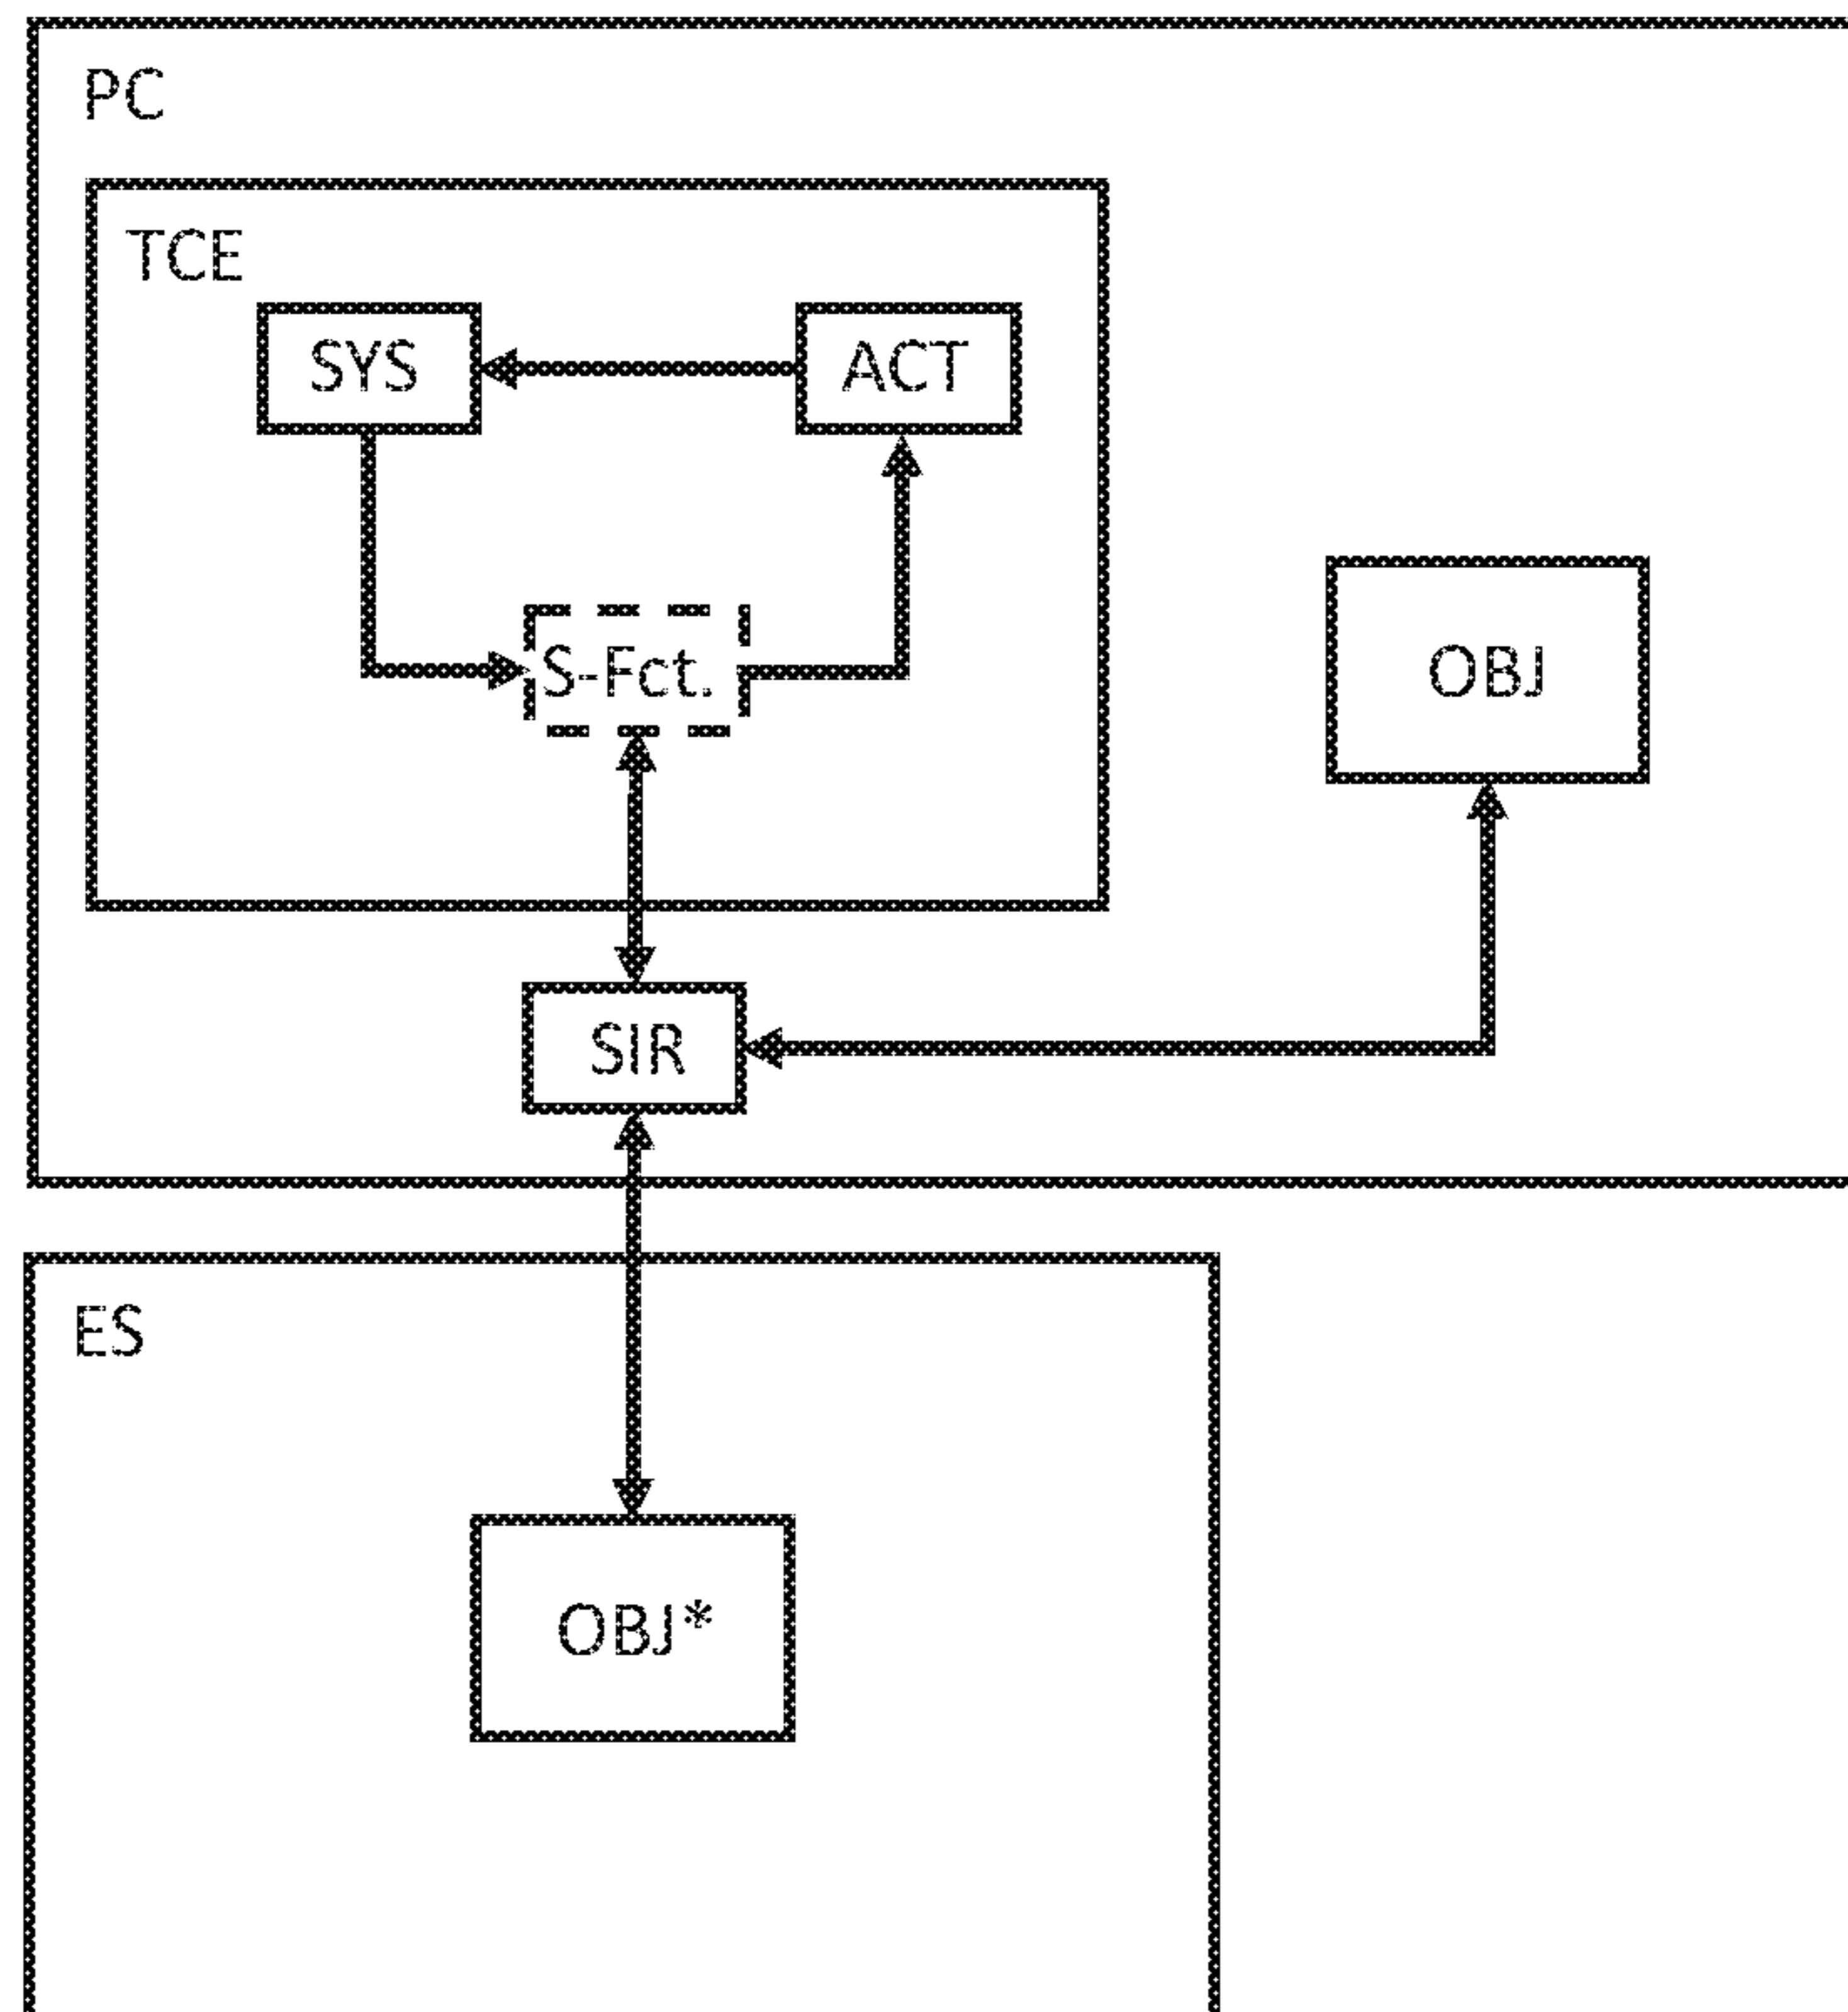 PC
TCE
SYS
ACT
S-Fct.
OBJ
SIR
ES
OBJ*